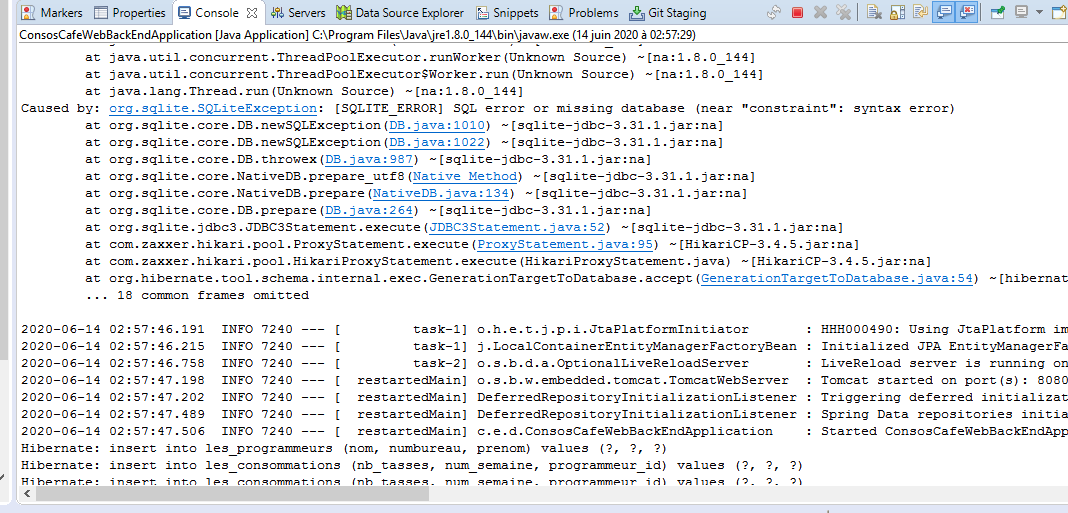 Markers Properties Console Servers Data Source Explorer Snippets Problems Git Staging
ConsosCafeWebBackEndApplication [Java Application] C:\Program Files\Java\jre1.8.0_144\bin\javaw.exe (14 juin 2020 à 02:57:29)
at java.util.concurrent.ThreadPoolExecutor.runWorker(Unknown Source) ~[na:1.8.0_144]
at java.util.concurrent.ThreadPoolExecutor$Worker.run(Unknown Source) ~[na:1.8.0_144]
at java.lang.Thread.run(Unknown Source) ~[na:1.8.0_144]
Caused by: org.sqlite.SQLiteException: [SQLITE_ERROR] SQL error or missing database (near "constraint": syntax error)
at org.sqlite.core.DB.newSQLException(DB.java:1010) ~[sqlite-jdbc-3.31.1.jar:na]
at org.sqlite.core.DB.newSQLException(DB.java:1022) ~[sqlite-jdbc-3.31.1.jar:na]
at org.sqlite.core.DB.throwex(DB.java:987) ~[sqlite-jdbc-3.31.1.jar:na]
at org.sqlite.core.NativeDB.prepare_utf8(Native Method) ~[sqlite-jdbc-3.31.1.jar:na]
at org.sqlite.core.NativeDB.prepare(NativeDB.java:134) ~[sqlite-jdbc-3.31.1.jar:na]
at org.sqlite.core.DB.prepare(DB.java:264) ~[sqlite-jdbc-3.31.1.jar:na]
at org.sqlite.jdbc3.JDBC3Statement.execute(JDBC3Statement.java:52) ~[sqlite-jdbc-3.31.1.jar:na]
at com.zaxxer.hikari.pool.ProxyStatement.execute(ProxyStatement.java:95) ~[HikariCP-3.4.5.jar:na]
at com.zaxxer.hikari.pool.HikariProxyStatement.execute(HikariProxyStatement.java) ~[HikariCP-3.4.5.jar:na]
at org.hibernate.tool.schema.internal.exec.GenerationTargetToDatabase.accept(GenerationTargetToDatabase.java:54) ~[hibernat
... 18 common frames omitted
2020-06-14 02:57:46.191 INFO 7240 --- [ task-1] o.h.e.t.j.p.i.JtaPlatformInitiator : HHH000490: Using JtaPlatform im
2020-06-14 02:57:46.215 INFO 7240 --- [ task-1] j.LocalContainerEntityManagerFactoryBean : Initialized JPA EntityManagerFa
2020-06-14 02:57:46.758 INFO 7240 --- [ task-2] o.s.b.d.a.OptionalLiveReloadServer : LiveReload server is running on
2020-06-14 02:57:47.198 INFO 7240 --- [ restartedMain] o.s.b.w.embedded.tomcat.TomcatWebServer : Tomcat started on port(s): 8080
2020-06-14 02:57:47.202 INFO 7240 --- [ restartedMain] DeferredRepositoryInitializationListener : Triggering deferred initializat
2020-06-14 02:57:47.489 INFO 7240 --- [ restartedMain] DeferredRepositoryInitializationListener : Spring Data repositories initia
2020-06-14 02:57:47.506 INFO 7240 --- [ restartedMain] c.e.d.ConsosCafeWebBackEndApplication : Started ConsosCafeWebBackEndApp
Hibernate: insert into les_programmeurs (nom, numbureau, prenom) values (?, ?, ?)
Hibernate: insert into les_consommations (nb_tasses, num_semaine, programmeur_id) values (?, ?, ?)
Hibernate: insert into les_consommations (nb_tasses, num_semaine, programmeur_id) values (?, ?, ?)